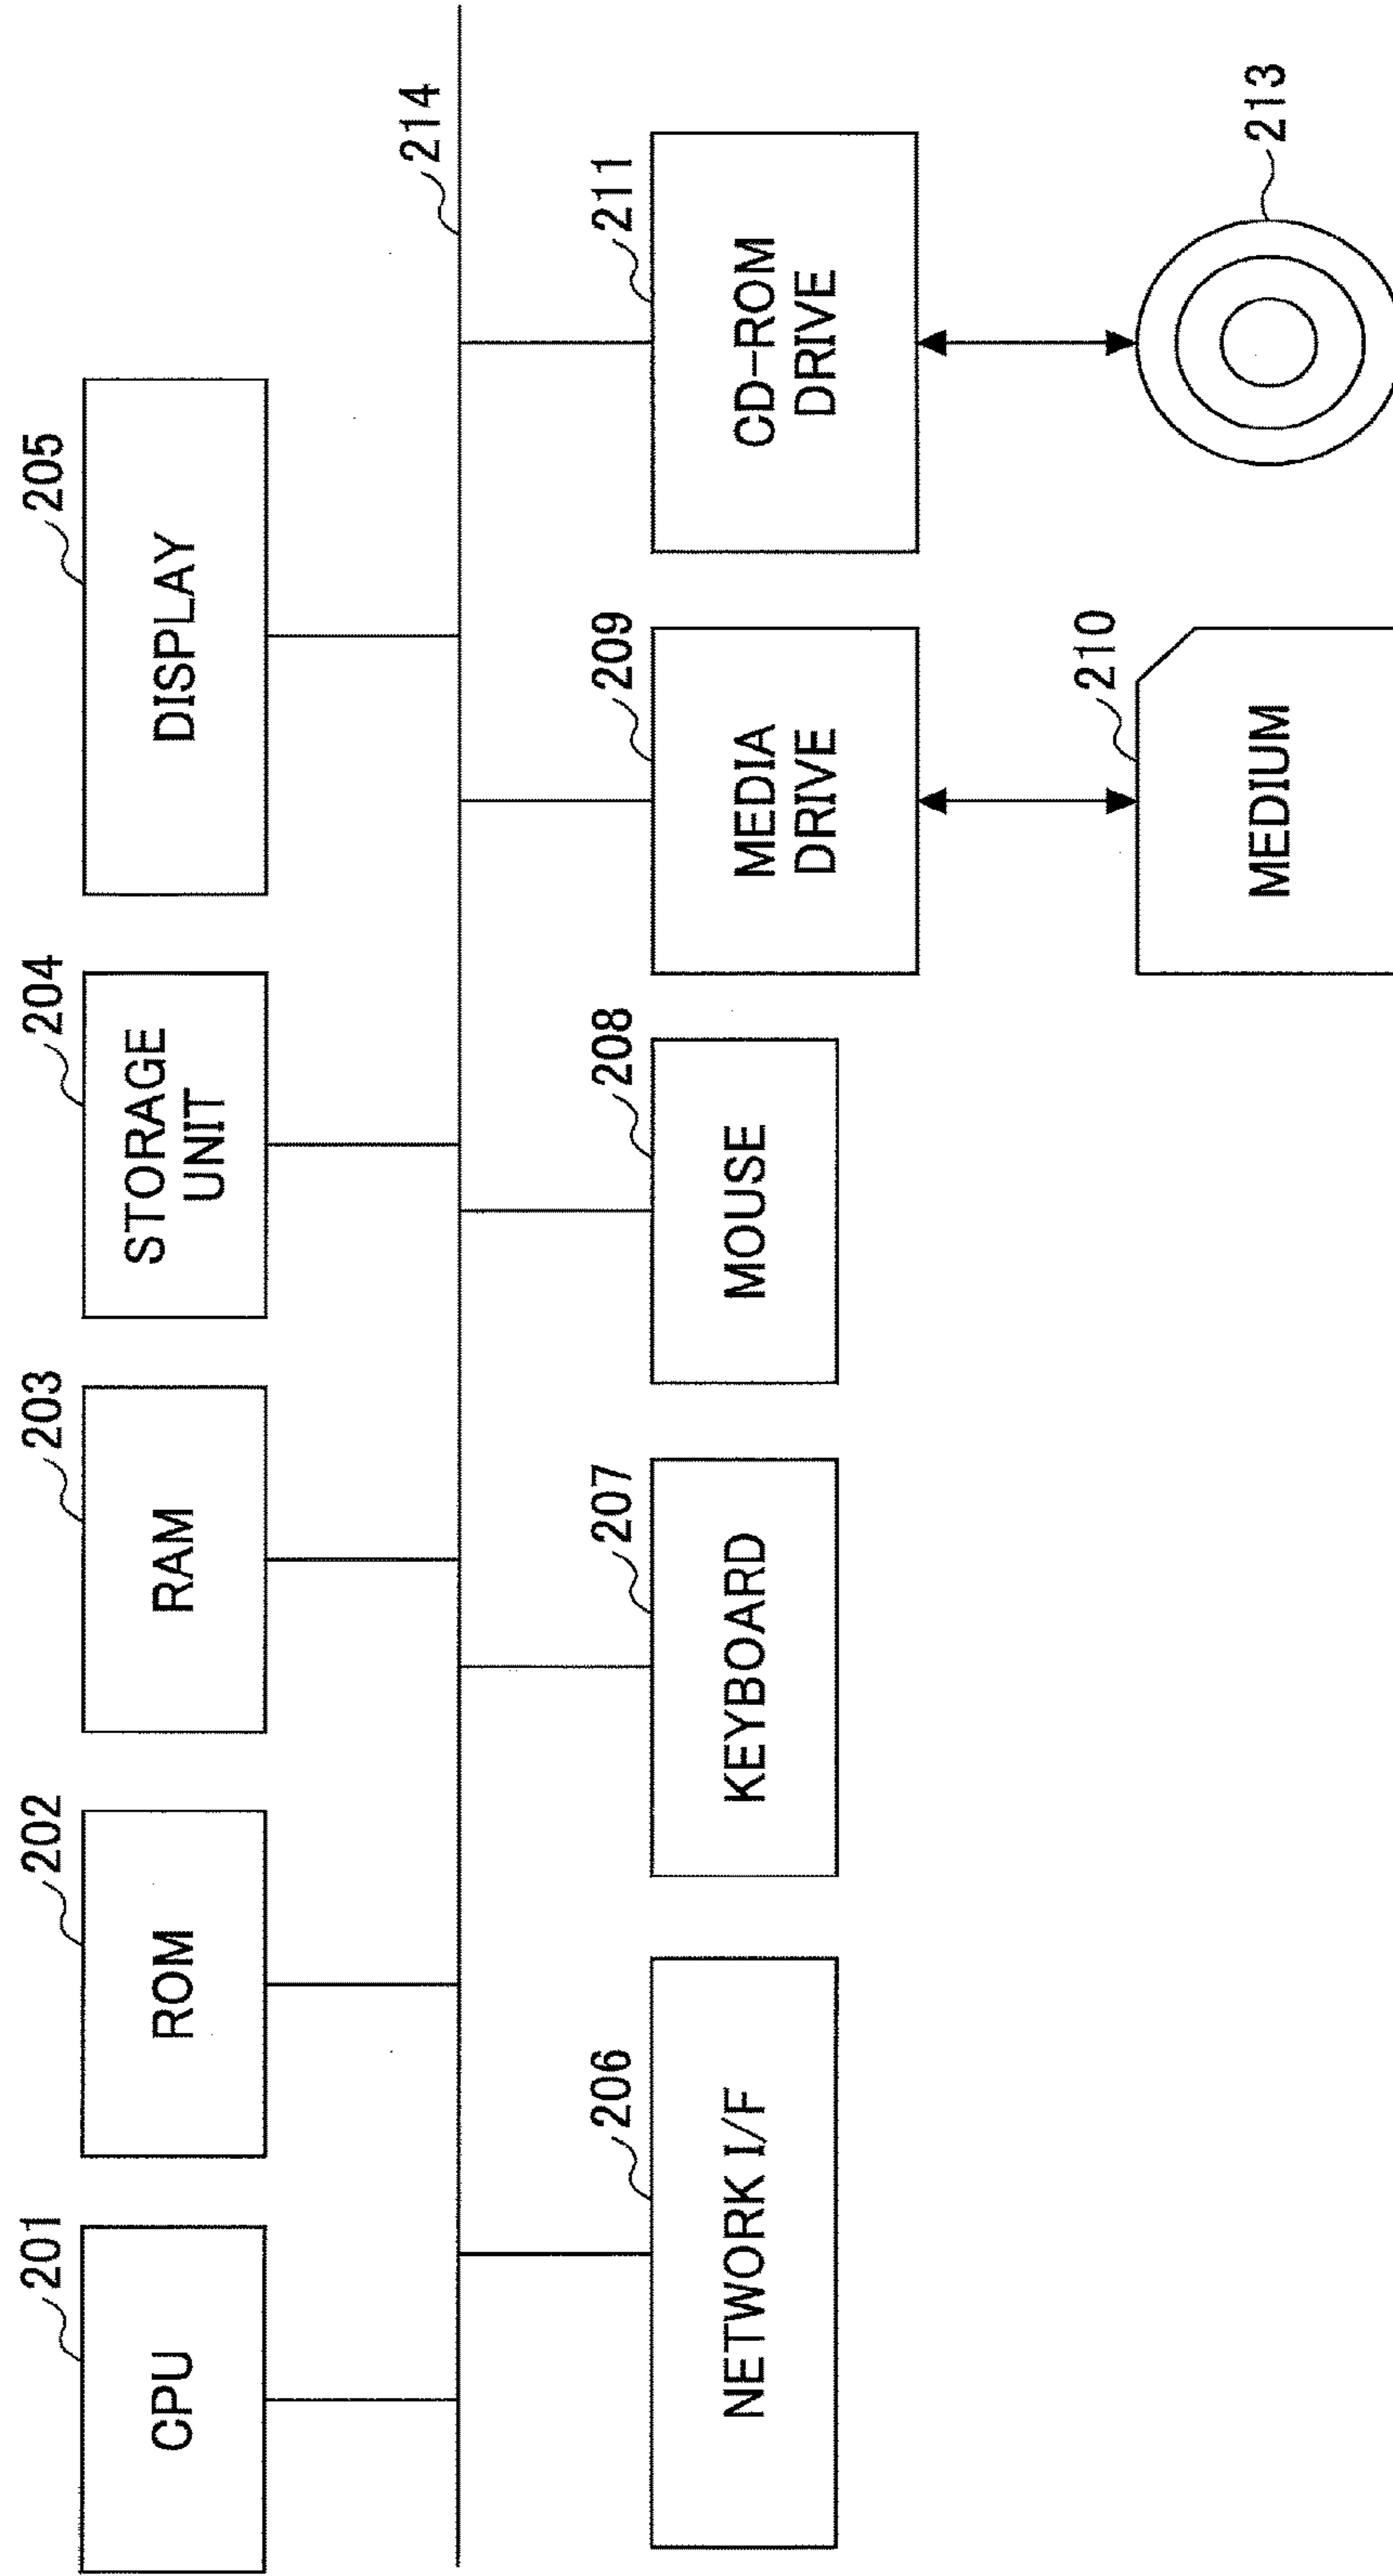 201
CPU
202
ROM
203
RAM
204
STORAGE
UNIT
205
DISPLAY
214
206
NETWORK I/F
207
KEYBOARD
208
MOUSE
209
MEDIA
DRIVE
211
CD-ROM
DRIVE
210
MEDIUM
213